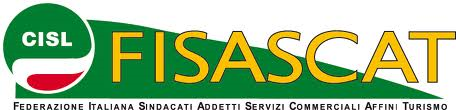 CISL
FISASCAT
FEDERAZIONE ITALIANA SINDACATI ADDETTI SERVIZI COMMERCIALI AFFINI TURISMO